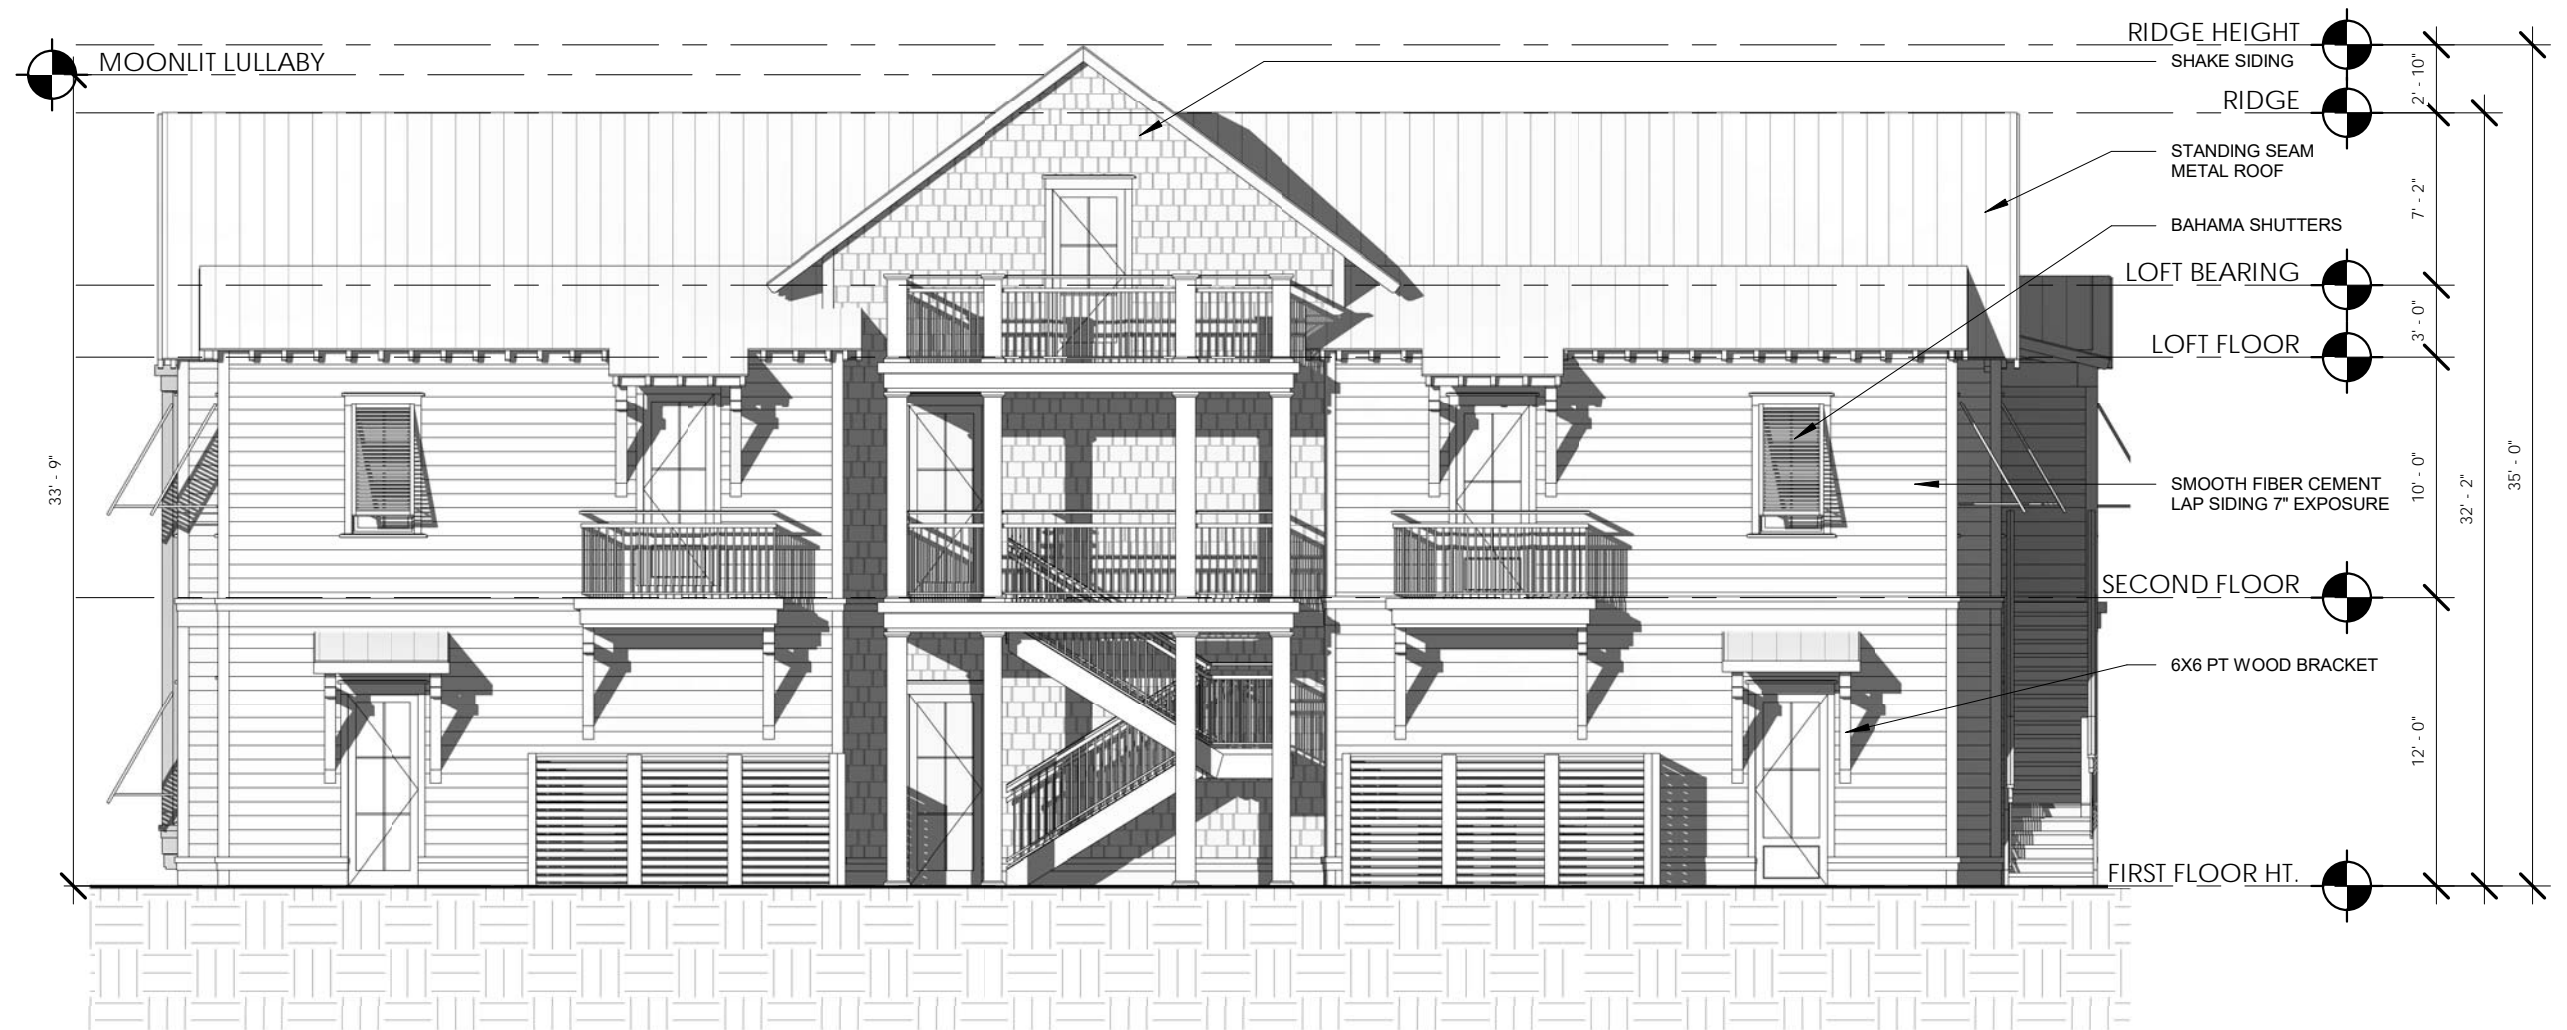 MOONLIT LULLABY
RIDGE HEIGHT
SHAKE SIDING
RIDGE
STANDING SEAM
METAL ROOF
BAHAMA SHUTTERS
LOFT BEARING
LOFT FLOOR
SMOOTH FIBER CEMENT
LAP SIDING 7" EXPOSURE
SECOND FLOOR
6X6 PT WOOD BRACKET
FIRST FLOOR HT.
33' - 9"
2' - 10"
7' - 2"
3' - 0"
10' - 0"
12' - 0"
32' - 2"
35' - 0"